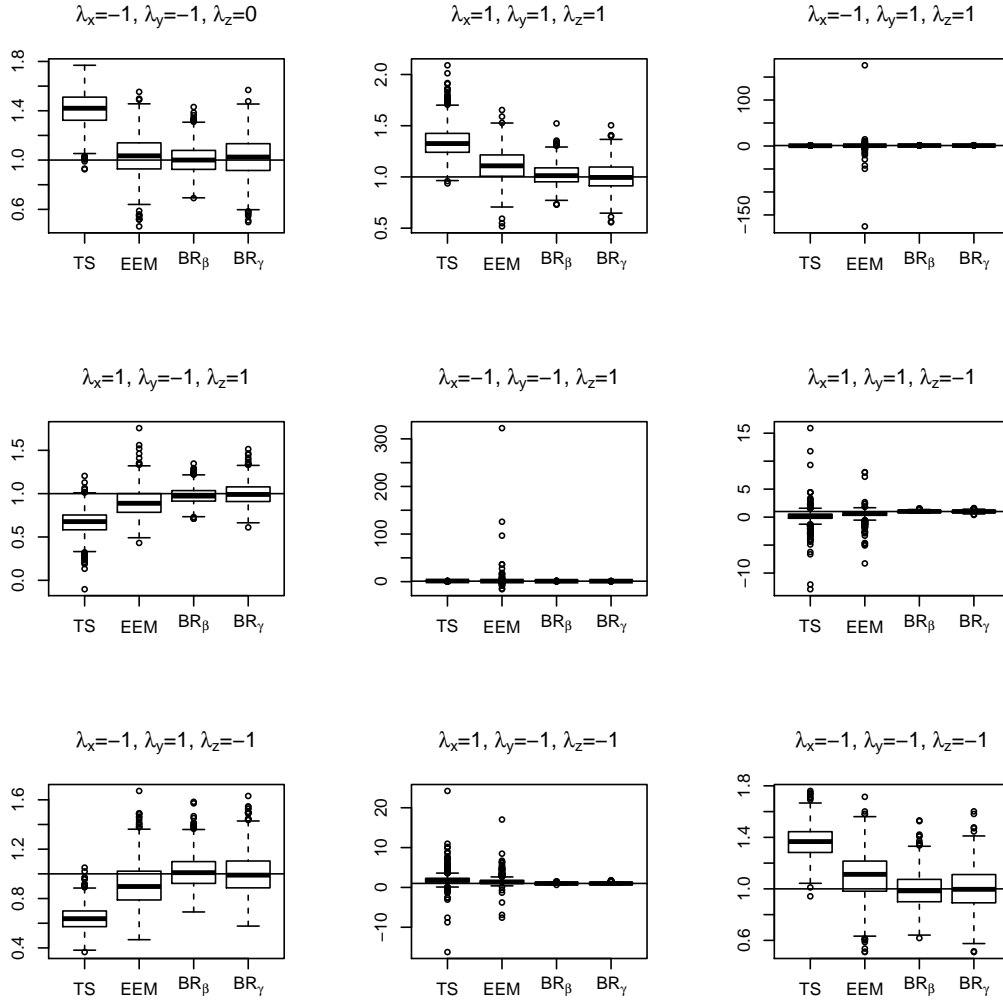 λx=−1, λy=−1, λz=0
1.8
1.4
1.0
0.6
TS EEM BRβ BRγ
λx=1, λy=1, λz=1
2.0
1.5
1.0
0.5
TS EEM BRβ BRγ
λx=−1, λy=1, λz=1
100
0
−150
TS EEM BRβ BRγ
λx=1, λy=−1, λz=1
1.5
1.0
0.5
0.0
TS EEM BRβ BRγ
λx=−1, λy=−1, λz=1
300
200
100
0
TS EEM BRβ BRγ
λx=1, λy=1, λz=−1
15
5
0
−10
TS EEM BRβ BRγ
λx=−1, λy=1, λz=−1
1.6
1.2
0.8
0.4
TS EEM BRβ BRγ
λx=1, λy=−1, λz=−1
20
10
0
−10
TS EEM BRβ BRγ
λx=−1, λy=−1, λz=−1
1.8
1.4
1.0
0.6
TS EEM BRβ BRγ